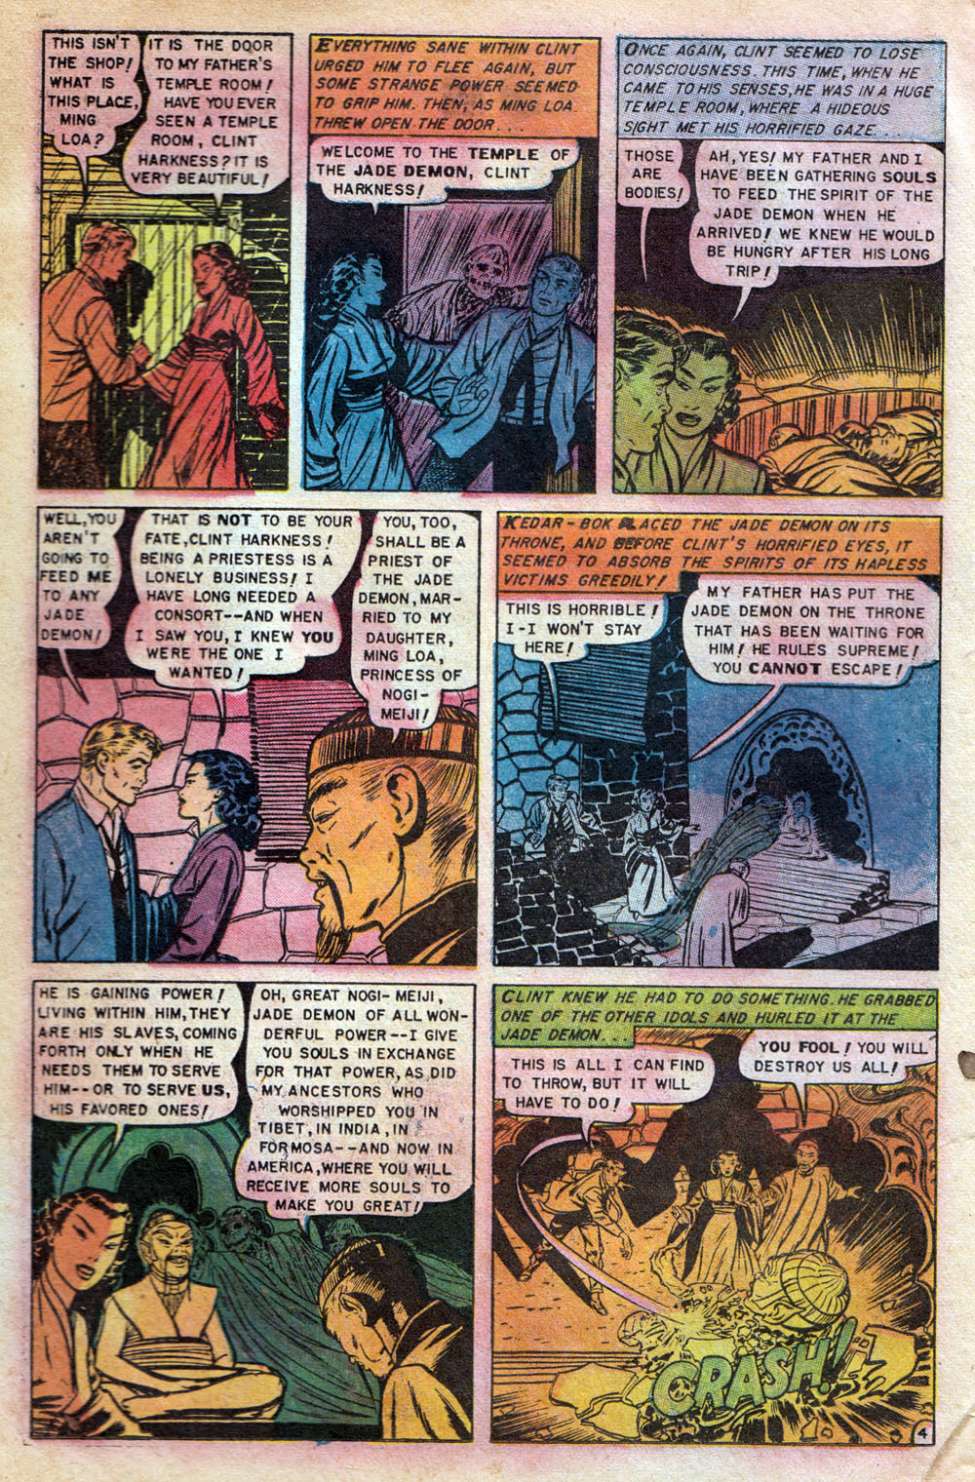 THIS ISN'T
THE SHOP!
WHAT IS
THIS PLACE,
MING
LOA?
IT IS THE DOOR
TO MY FATHER'S
TEMPLE ROOM!
HAVE YOU EVER
SEEN A TEMPLE
ROOM, CLINT
HARKNESS? IT IS
VERY BEAUTIFUL!
EVERYTHING SANE WITHIN CLINT
URGED HIM TO FLEE AGAIN, BUT
SOME STRANGE POWER SEEMED
TO GRIP HIM. THEN, AS MING LOA
THREW OPEN THE DOOR...
WELCOME TO THE TEMPLE OF
THE JADE DEMON, CLINT
HARKNESS!
ONCE AGAIN, CLINT SEEMED TO LOSE
CONSCIOUSNESS. THIS TIME, WHEN HE
CAME TO HIS SENSES, HE WAS IN A HUGE
TEMPLE ROOM, WHERE A HIDEOUS
SIGHT MET HIS HORRIFIED GAZE...
THOSE
ARE
BODIES!
AH, YES! MY FATHER AND I
HAVE BEEN GATHERING SOULS
TO FEED THE SPIRIT OF THE
JADE DEMON WHEN HE
ARRIVED! WE KNEW HE WOULD
BE HUNGRY AFTER HIS LONG
TRIP!
WELL, YOU
AREN'T
GOING TO
FEED ME
TO ANY
JADE
DEMON!
THAT IS NOT TO BE YOUR
FATE, CLINT HARKNESS!
BEING A PRIESTESS IS A
LONELY BUSINESS! I
HAVE LONG NEEDED A
CONSORT--AND WHEN
I SAW YOU, I KNEW YOU
WERE THE ONE I
WANTED!
YOU, TOO,
SHALL BE A
PRIEST OF
THE JADE
DEMON, MAR-
RIED TO MY
DAUGHTER,
MING LOA,
PRINCESS OF
NOGI-
MEIJI!
KEDAR-BOK PLACED THE JADE DEMON ON ITS
THRONE, AND BEFORE CLINT'S HORRIFIED EYES, IT
SEEMED TO ABSORB THE SPIRITS OF ITS HAPLESS
VICTIMS GREEDILY!
THIS IS HORRIBLE!
I-I WON'T STAY
HERE!
MY FATHER HAS PUT THE
JADE DEMON ON THE THRONE
THAT HAS BEEN WAITING FOR
HIM! HE RULES SUPREME!
YOU CANNOT ESCAPE!
HE IS GAINING POWER!
LIVING WITHIN HIM, THEY
ARE HIS SLAVES, COMING
FORTH ONLY WHEN HE
NEEDS THEM TO SERVE
HIM--OR TO SERVE US,
HIS FAVORED ONES!
OH, GREAT NOGI-MEIJI,
JADE DEMON OF ALL WON-
DERFUL POWER--I GIVE
YOU SOULS IN EXCHANGE
FOR THAT POWER, AS DID
MY ANCESTORS WHO
WORSHIPPED YOU IN
TIBET, IN INDIA, IN
FORMOSA--AND NOW IN
AMERICA, WHERE YOU WILL
RECEIVE MORE SOULS TO
MAKE YOU GREAT!
CLINT KNEW HE HAD TO DO SOMETHING. HE GRABBED
ONE OF THE OTHER IDOLS AND HURLED IT AT THE
JADE DEMON...
THIS IS ALL I CAN FIND
TO THROW, BUT IT WILL
HAVE TO DO!
YOU FOOL! YOU WILL
DESTROY US ALL!
CRASH!
4